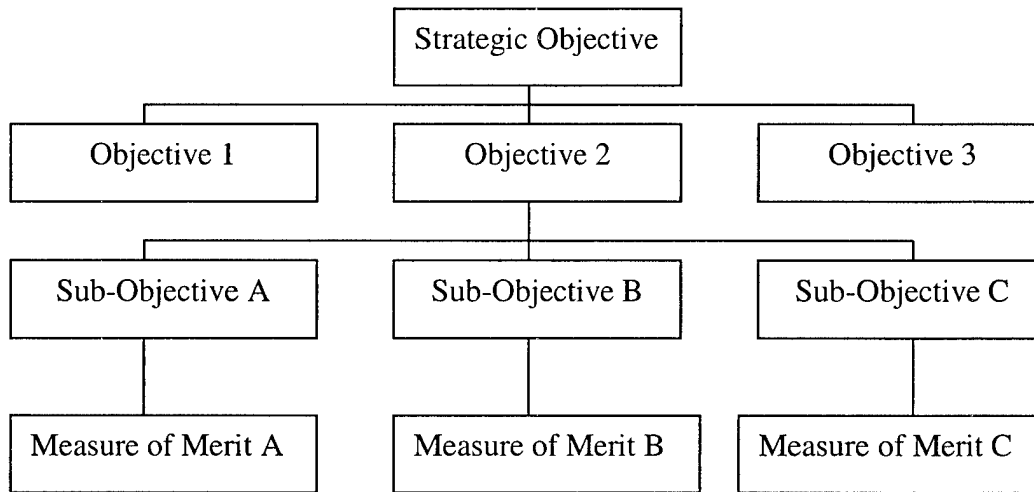 Strategic Objective
Objective 1
Objective 2
Objective 3
Sub-Objective A
Sub-Objective B
Sub-Objective C
Measure of Merit A
Measure of Merit B
Measure of Merit C